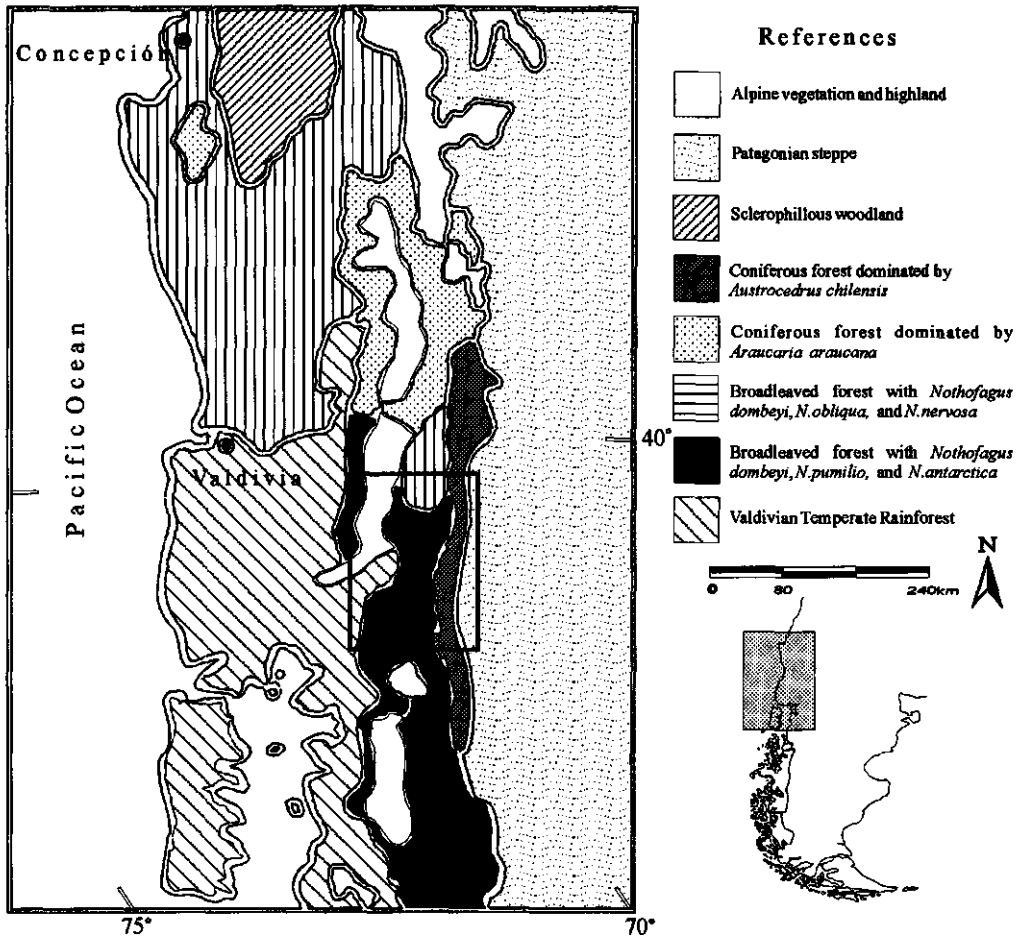 Concepción
Pacific Ocean
Valdivia
40°
75°
70°
References
Alpine vegetation and highland
Patagonian steppe
Sclerophillous woodland
Coniferous forest dominated by
Austrocedrus chilensis
Coniferous forest dominated by
Araucaria araucana
Broadleaved forest with Nothofagus
dombeyi, N.obliqua, and N.nervosa
Broadleaved forest with Nothofagus
dombeyi, N.pumilio, and N.antarctica
Valdivian Temperate Rainforest
N
0 80 240km